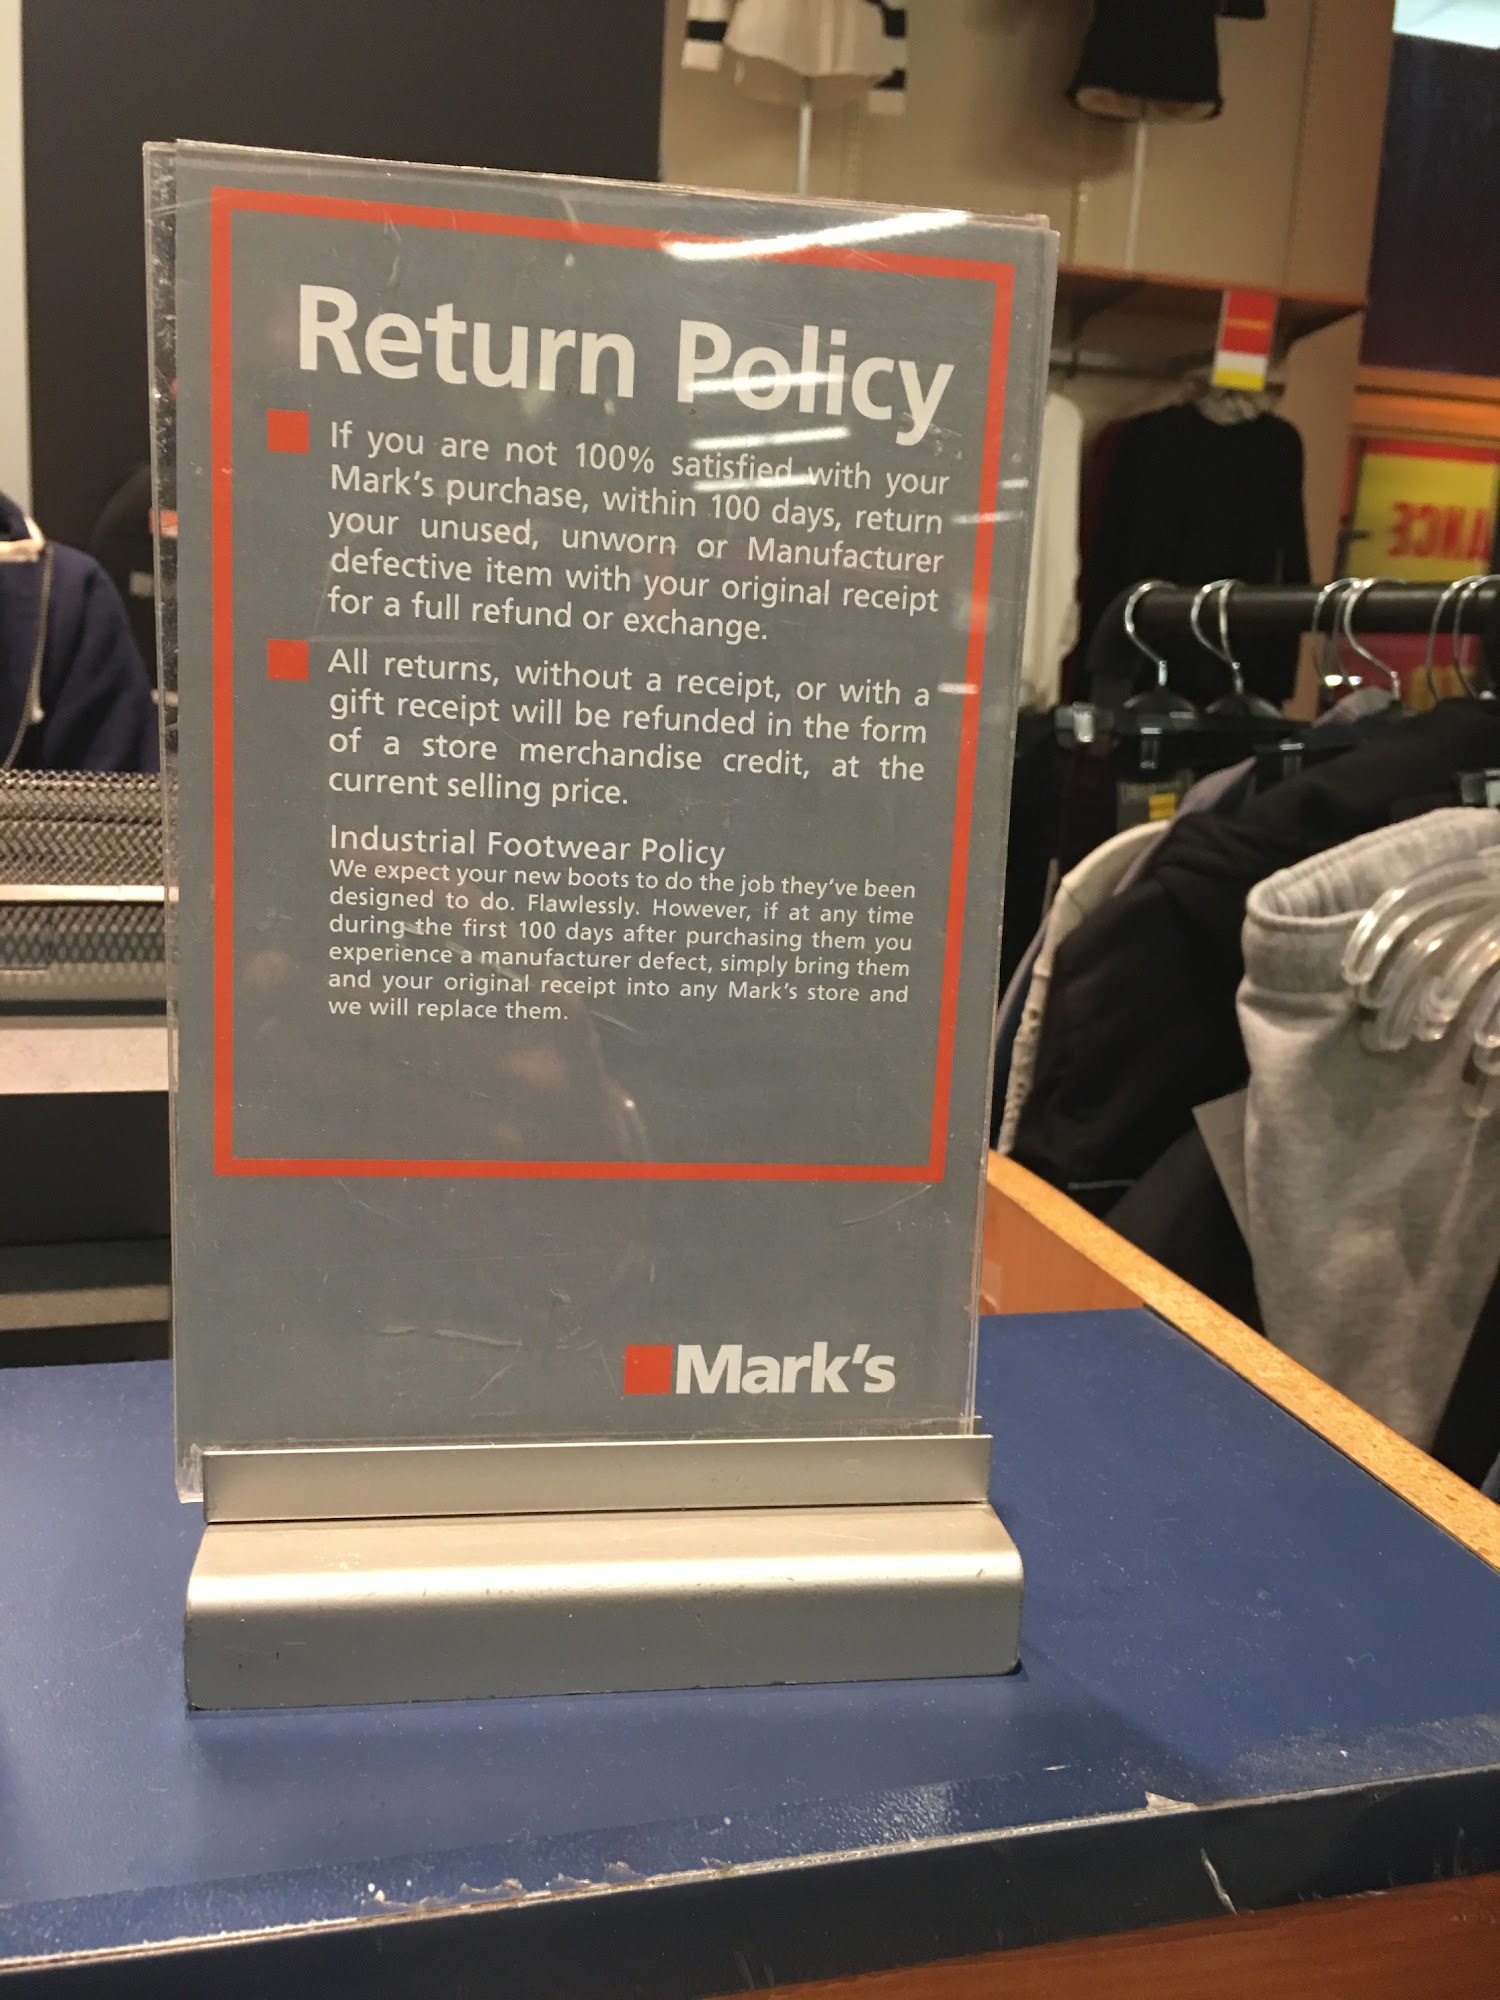 Return Policy
If you are not 100% satisfied with your
Mark's purchase, within 100 days, return
your unused, unworn or Manufacturer
defective item with your original receipt
for a full refund or exchange.
All returns, without a receipt, or with a
gift receipt will be refunded in the form
of a store merchandise credit, at the
current selling price.
Industrial Footwear Policy
We expect your new boots to do the job they've been
designed to do. Flawlessly. However, if at any time
during the first 100 days after purchasing them you
experience a manufacturer defect, simply bring them
and your original receipt into any Mark's store and
we will replace them.
Mark's